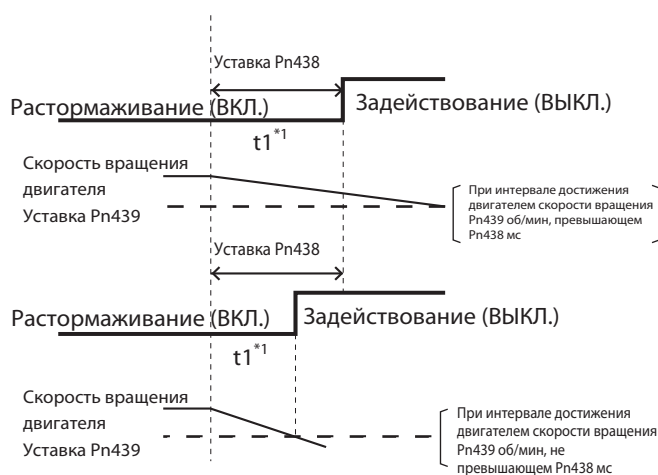 Уставка Pn438
Растормаживание (ВКЛ.)
Задействование (ВЫКЛ.)
t1*1
Скорость вращения
двигателя
Уставка Pn439
При интервале достижения
двигателем скорости вращения
Pn439 об/мин, превышающем
Pn438 мс
Уставка Pn438
Растормаживание (ВКЛ.)
Задействование (ВЫКЛ.)
t1*1
Скорость вращения
двигателя
Уставка Pn439
При интервале достижения
двигателем скорости вращения
Pn439 об/мин, не
превышающем Pn438 мс